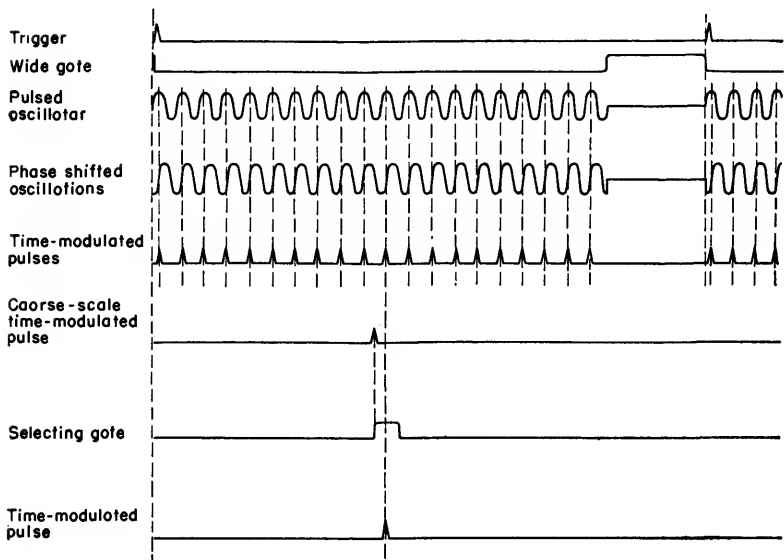 Trigger
Wide gote
Pulsed
oscillotar
Phase shifted
oscillotions
Time-modulated
pulses
Caorse-scale
time-modulated
pulse
Selecting gote
Time-moduloted
pulse